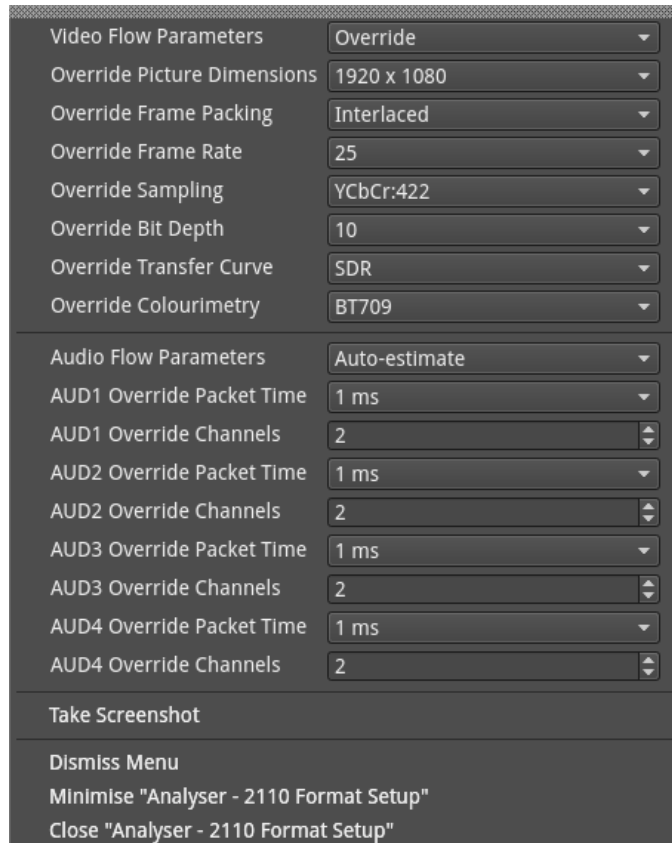 Video Flow Parameters Override
Override Picture Dimensions 1920 x 1080
Override Frame Packing Interlaced
Override Frame Rate 25
Override Sampling YCbCr:422
Override Bit Depth 10
Override Transfer Curve SDR
Override Colourimetry BT709
Audio Flow Parameters Auto-estimate
AUD1 Override Packet Time 1 ms
AUD1 Override Channels 2
AUD2 Override Packet Time 1 ms
AUD2 Override Channels 2
AUD3 Override Packet Time 1 ms
AUD3 Override Channels 2
AUD4 Override Packet Time 1 ms
AUD4 Override Channels 2
Take Screenshot
Dismiss Menu
Minimise "Analyser - 2110 Format Setup"
Close "Analyser - 2110 Format Setup"